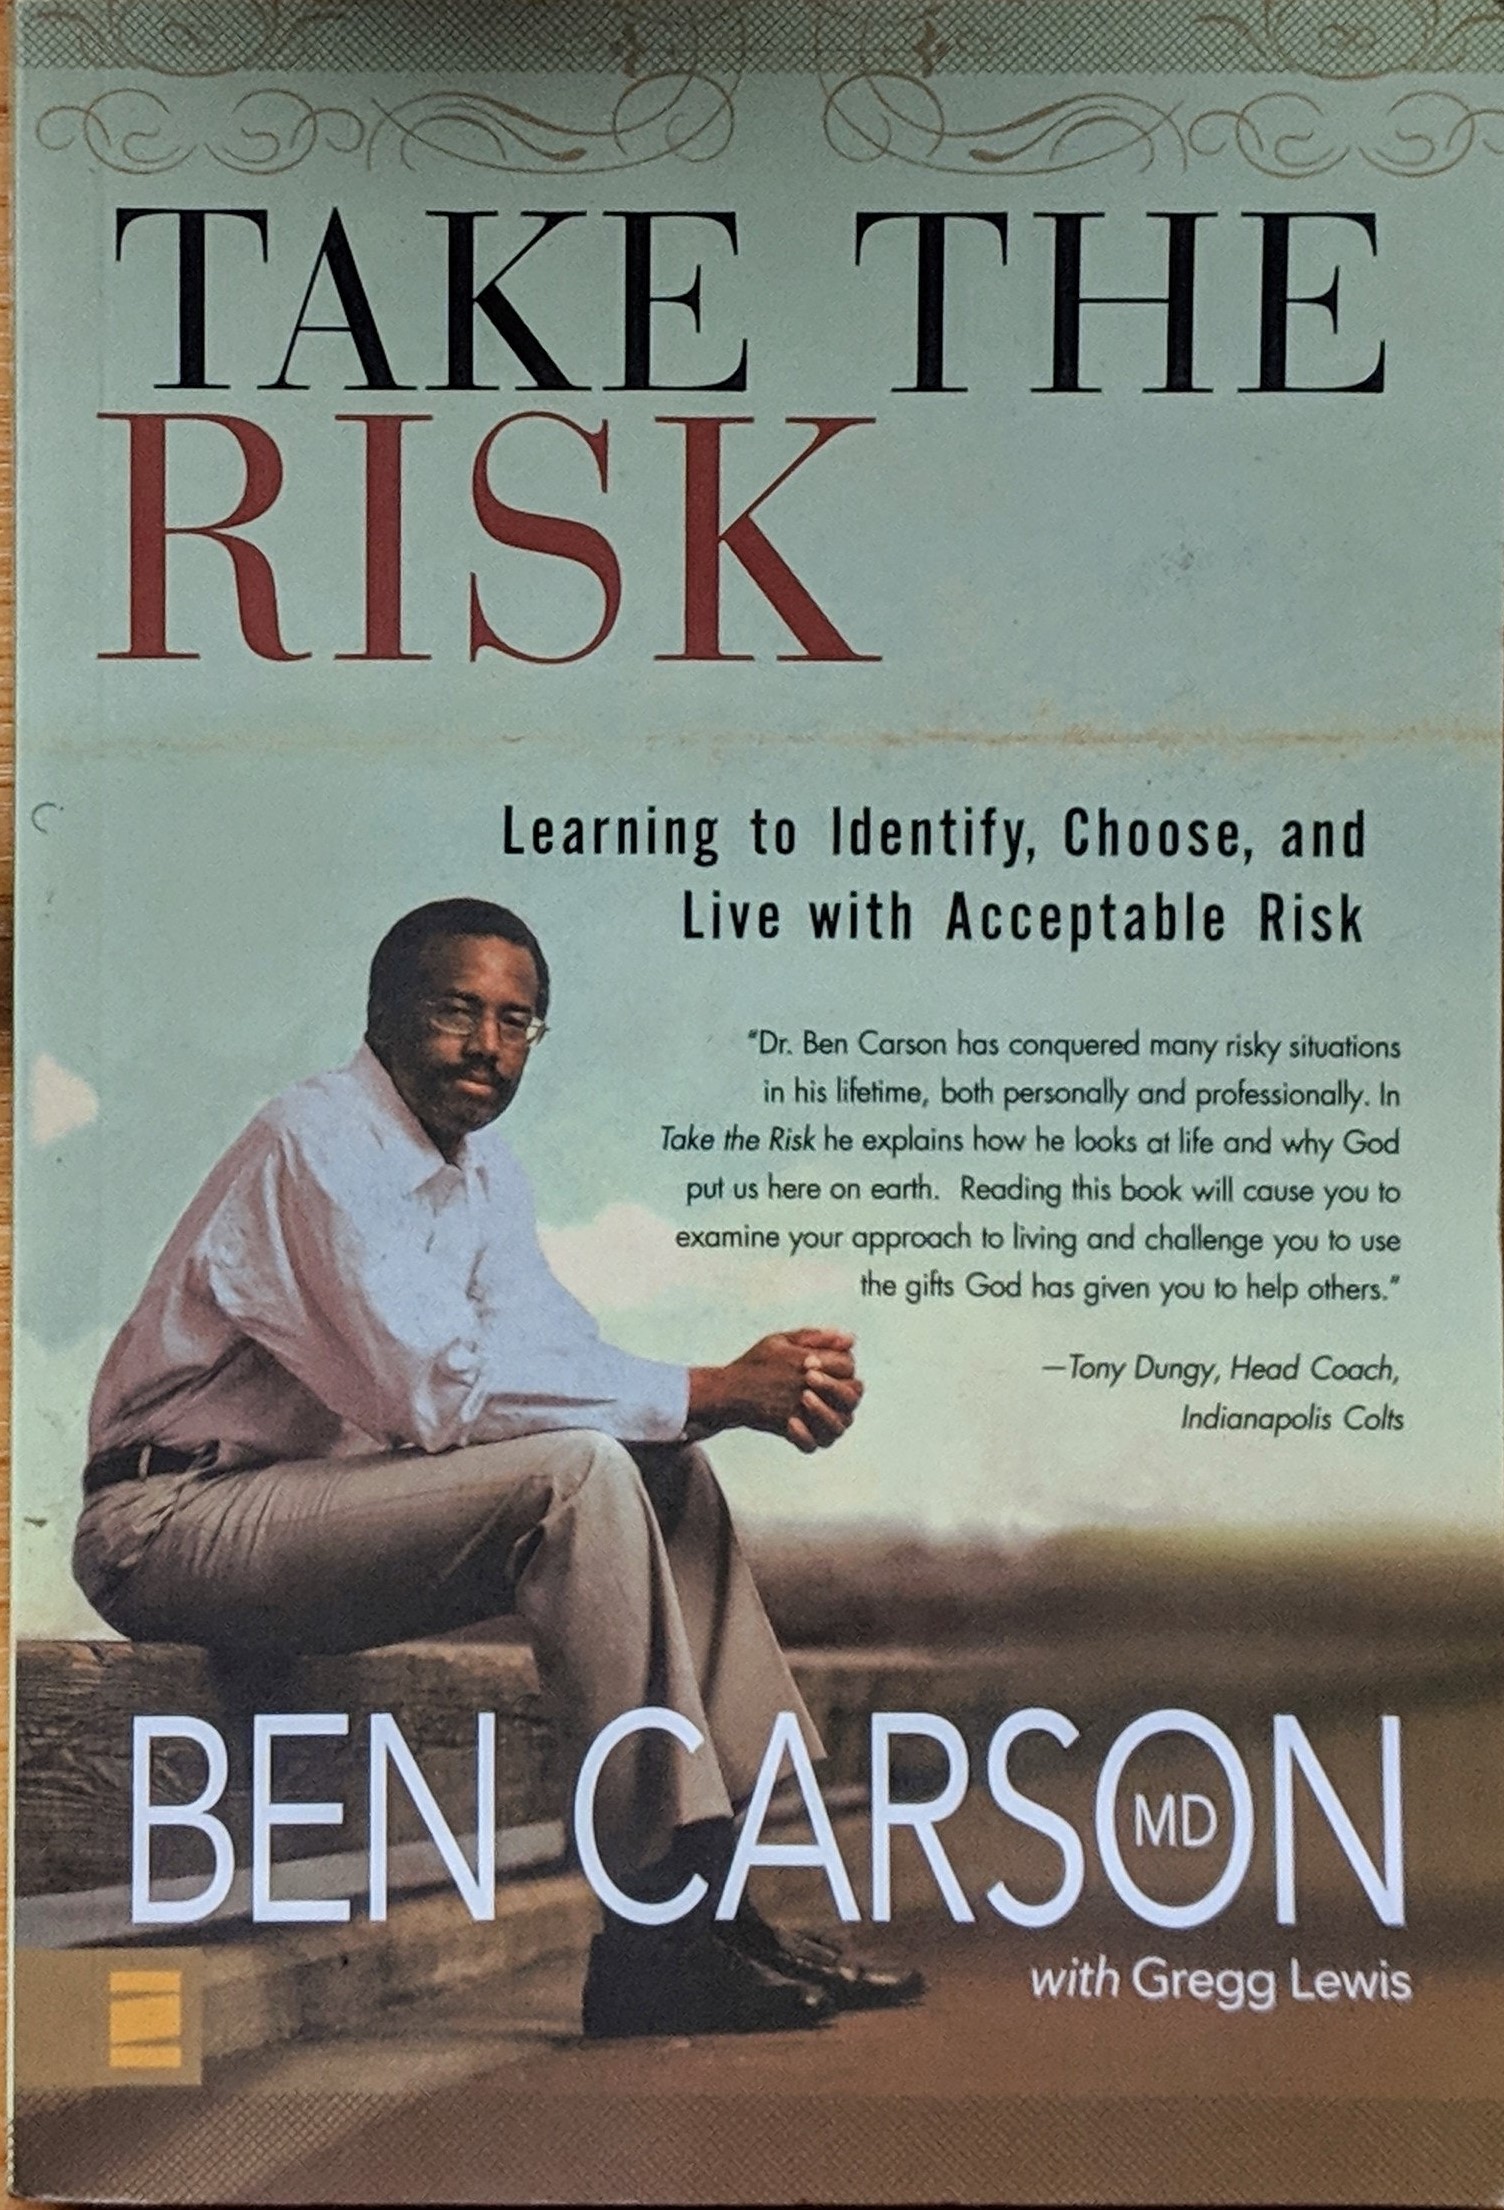 TAKE THE
RISK
Learning to Identify, Choose, and
Live with Acceptable Risk
"Dr. Ben Carson has conquered many risky situations
in his lifetime, both personally and professionally. In
Take the Risk he explains how he looks at life and why God
put us here on earth. Reading this book will cause you to
examine your approach to living and challenge you to use
the gifts God has given you to help others."
—Tony Dungy, Head Coach,
Indianapolis Colts
BEN CARSON
MD
with Gregg Lewis